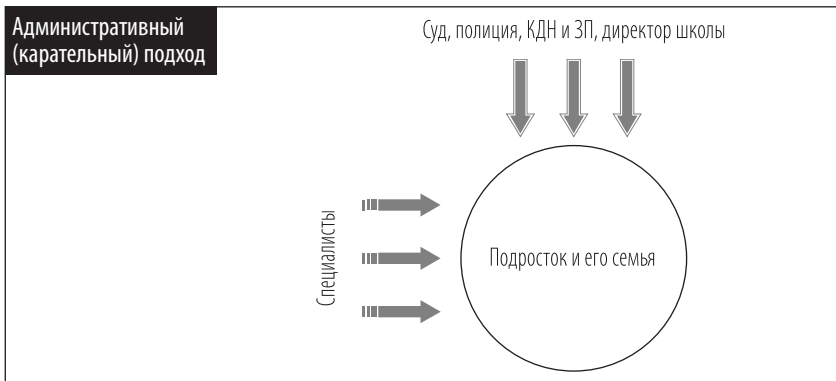 Административный
(карательный) подход
Суд, полиция, КДН и ЗП, директор школы
Специалисты
Подросток и его семья